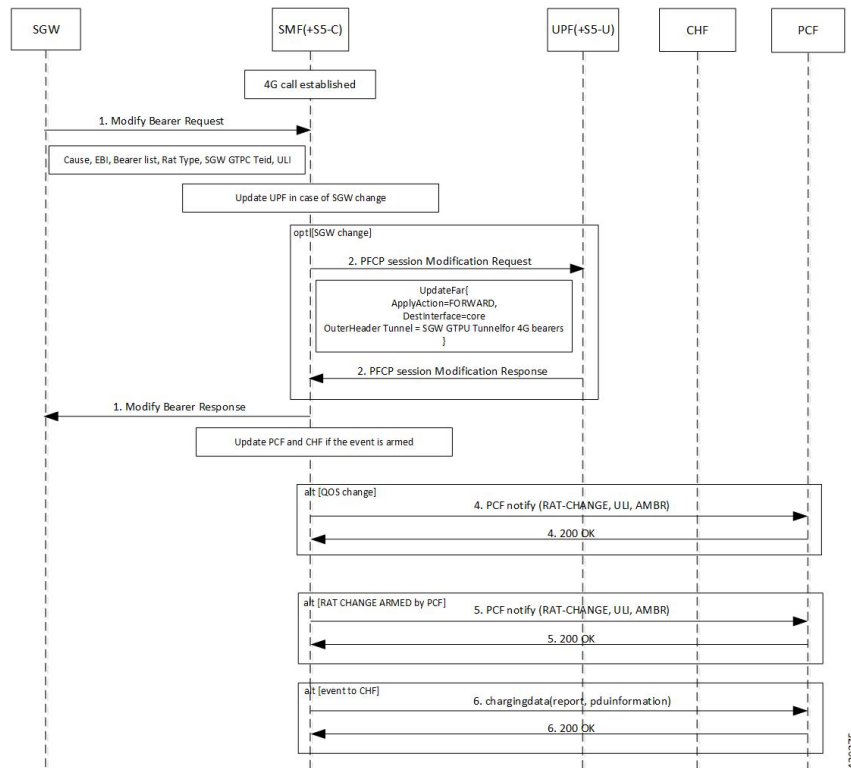 SGW
SMF(+S5-C)
UPF(+S5-U)
CHF
PCF
4G call established
1. Modify Bearer Request
Cause, EBI, Bearer list, Rat Type, SGW GTPC Teid, ULI
Update UPF in case of SGW change
opt [SGW change]
2. PFCP session Modification Request
UpdateFar{
ApplyAction=FORWARD,
DestInterface=core
OuterHeader Tunnel = SGW GTPU Tunnelfor 4G bearers
}
2. PFCP session Modification Response
1. Modify Bearer Response
Update PCF and CHF if the event is armed
alt [QOS change]
4. PCF notify (RAT-CHANGE, ULI, AMBR)
4. 200 OK
alt [RAT CHANGE ARMED by PCF]
5. PCF notify (RAT-CHANGE, ULI, AMBR)
5. 200 OK
alt [event to CHF]
6. chargingdata(report, pduinformation)
6. 200 OK